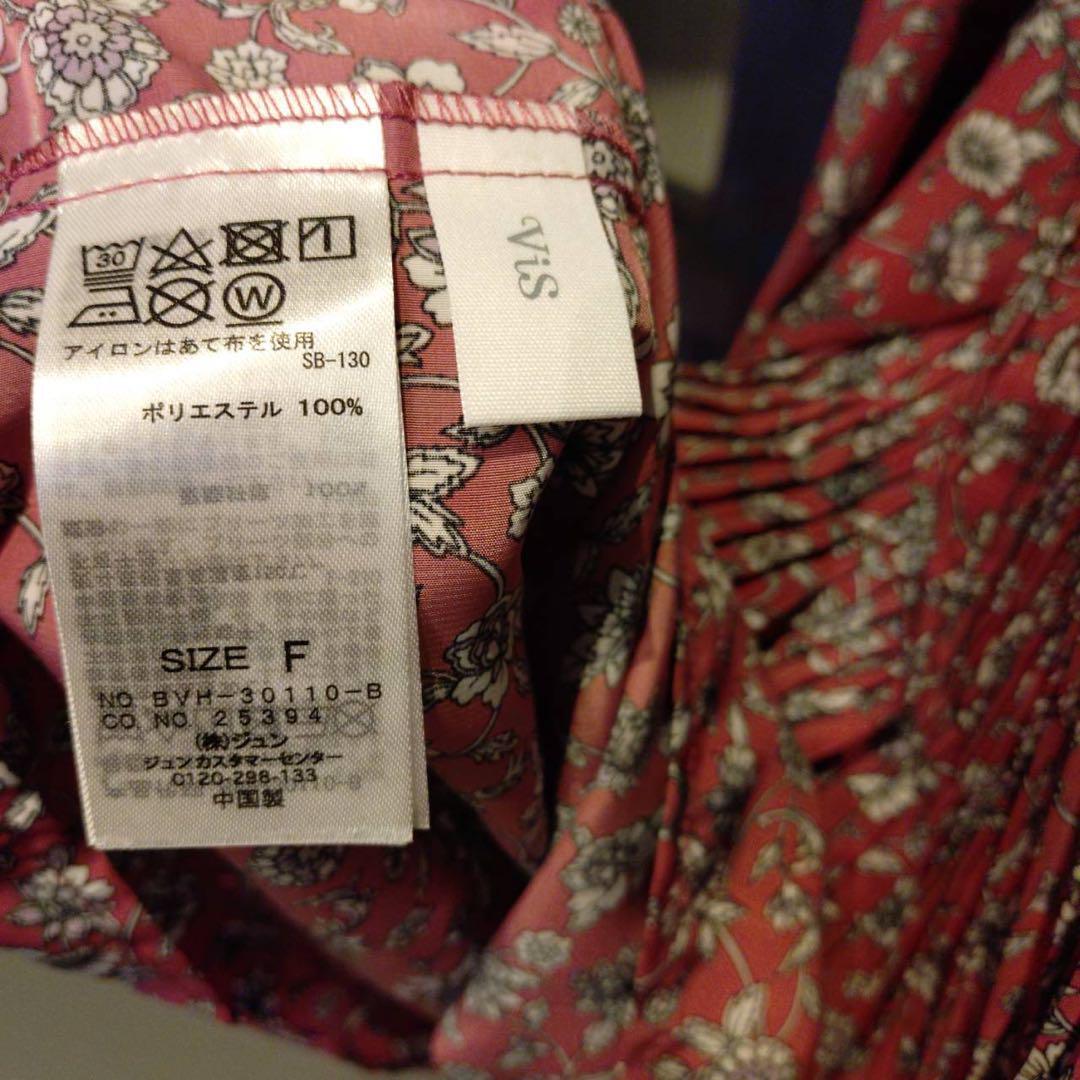 30
W
アイロンはあて布を使用
SB-130
ポリエステル 100%
SIZE F
NO BVH-30110-B
CO. NO. 25394
(株)ジュン
ジュンカスタマーセンター
0120-298-133
中国製
ViS